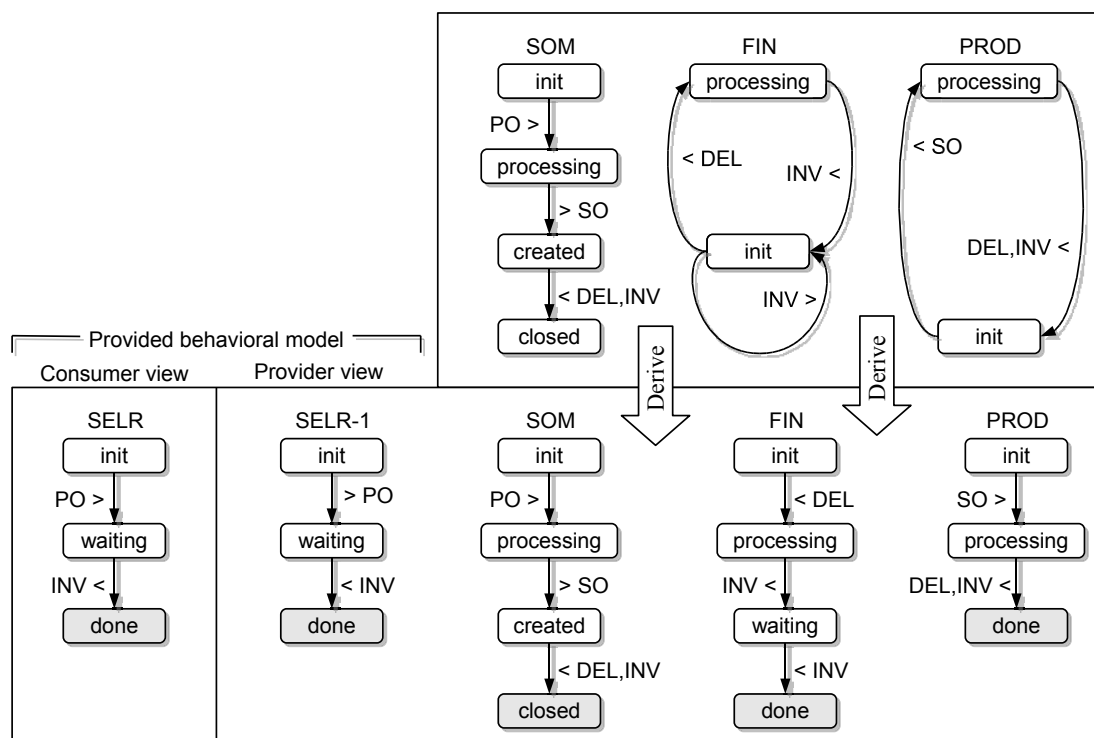 SOM
FIN
PROD
init
processing
processing
PO >
< DEL
INV <
< SO
processing
> SO
created
init
DEL,INV <
< DEL,INV
INV >
closed
init
Derive
Derive
Provided behavioral model
Consumer view
Provider view
SELR
SELR-1
SOM
FIN
PROD
init
init
init
init
init
PO >
> PO
PO >
< DEL
SO >
waiting
waiting
processing
processing
processing
INV <
< INV
> SO
INV <
DEL,INV <
done
done
created
waiting
done
< DEL,INV
< INV
closed
done